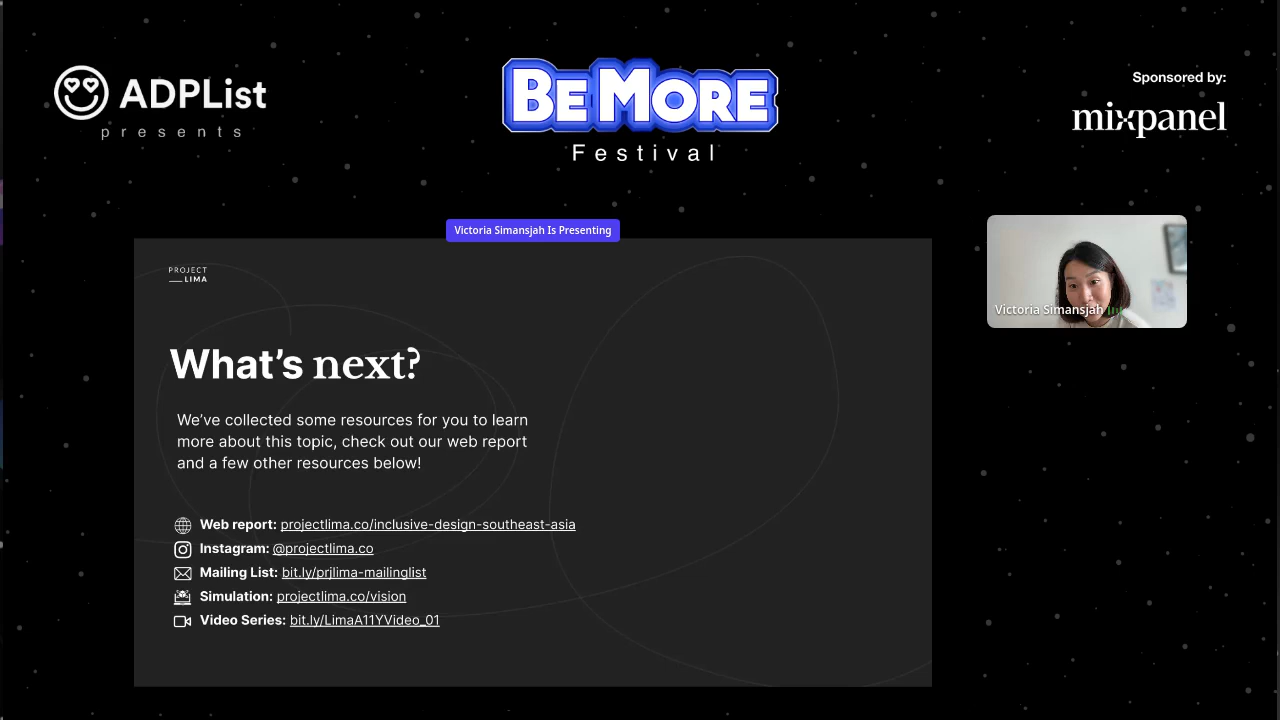 ADPList
presents
BE MORE
Festival
Sponsored by:
mixpanel
Victoria Simansjah Is Presenting
PROJECT
LIMA
What's next?
We've collected some resources for you to learn
more about this topic, check out our web report
and a few other resources below!
Web report: projectlima.co/inclusive-design-southeast-asia
Instagram: @projectlima.co
Mailing List: bit.ly/prjlima-mailinglist
Simulation: projectlima.co/vision
Video Series: bit.ly/LimaA11YVideo_01
Victoria Simansjah